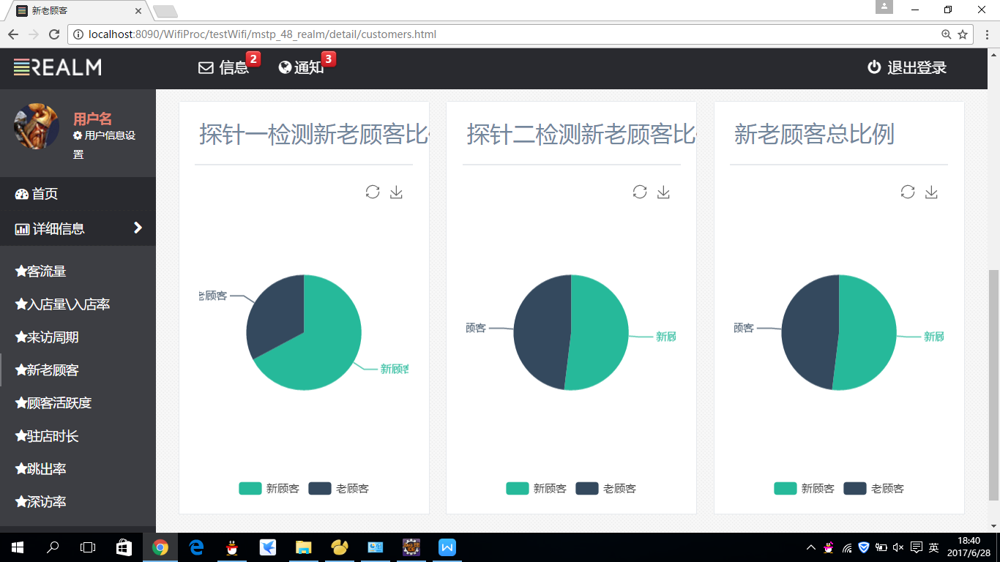 新老顾客
localhost:8090/WifiProc/testWifi/mstp_48_realm/detail/customers.html
REALM
信息 2
通知 3
退出登录
用户名
用户信息设
置
首页
详细信息
客流量
入店量\入店率
来访周期
新老顾客
顾客活跃度
驻店时长
跳出率
深访率
探针一检测新老顾客比
老顾客
新顾客
新顾客 老顾客
探针二检测新老顾客比
顾客
新顾
新顾客 老顾客
新老顾客总比例
顾客
新顾
新顾客 老顾客
英
18:40
2017/6/28